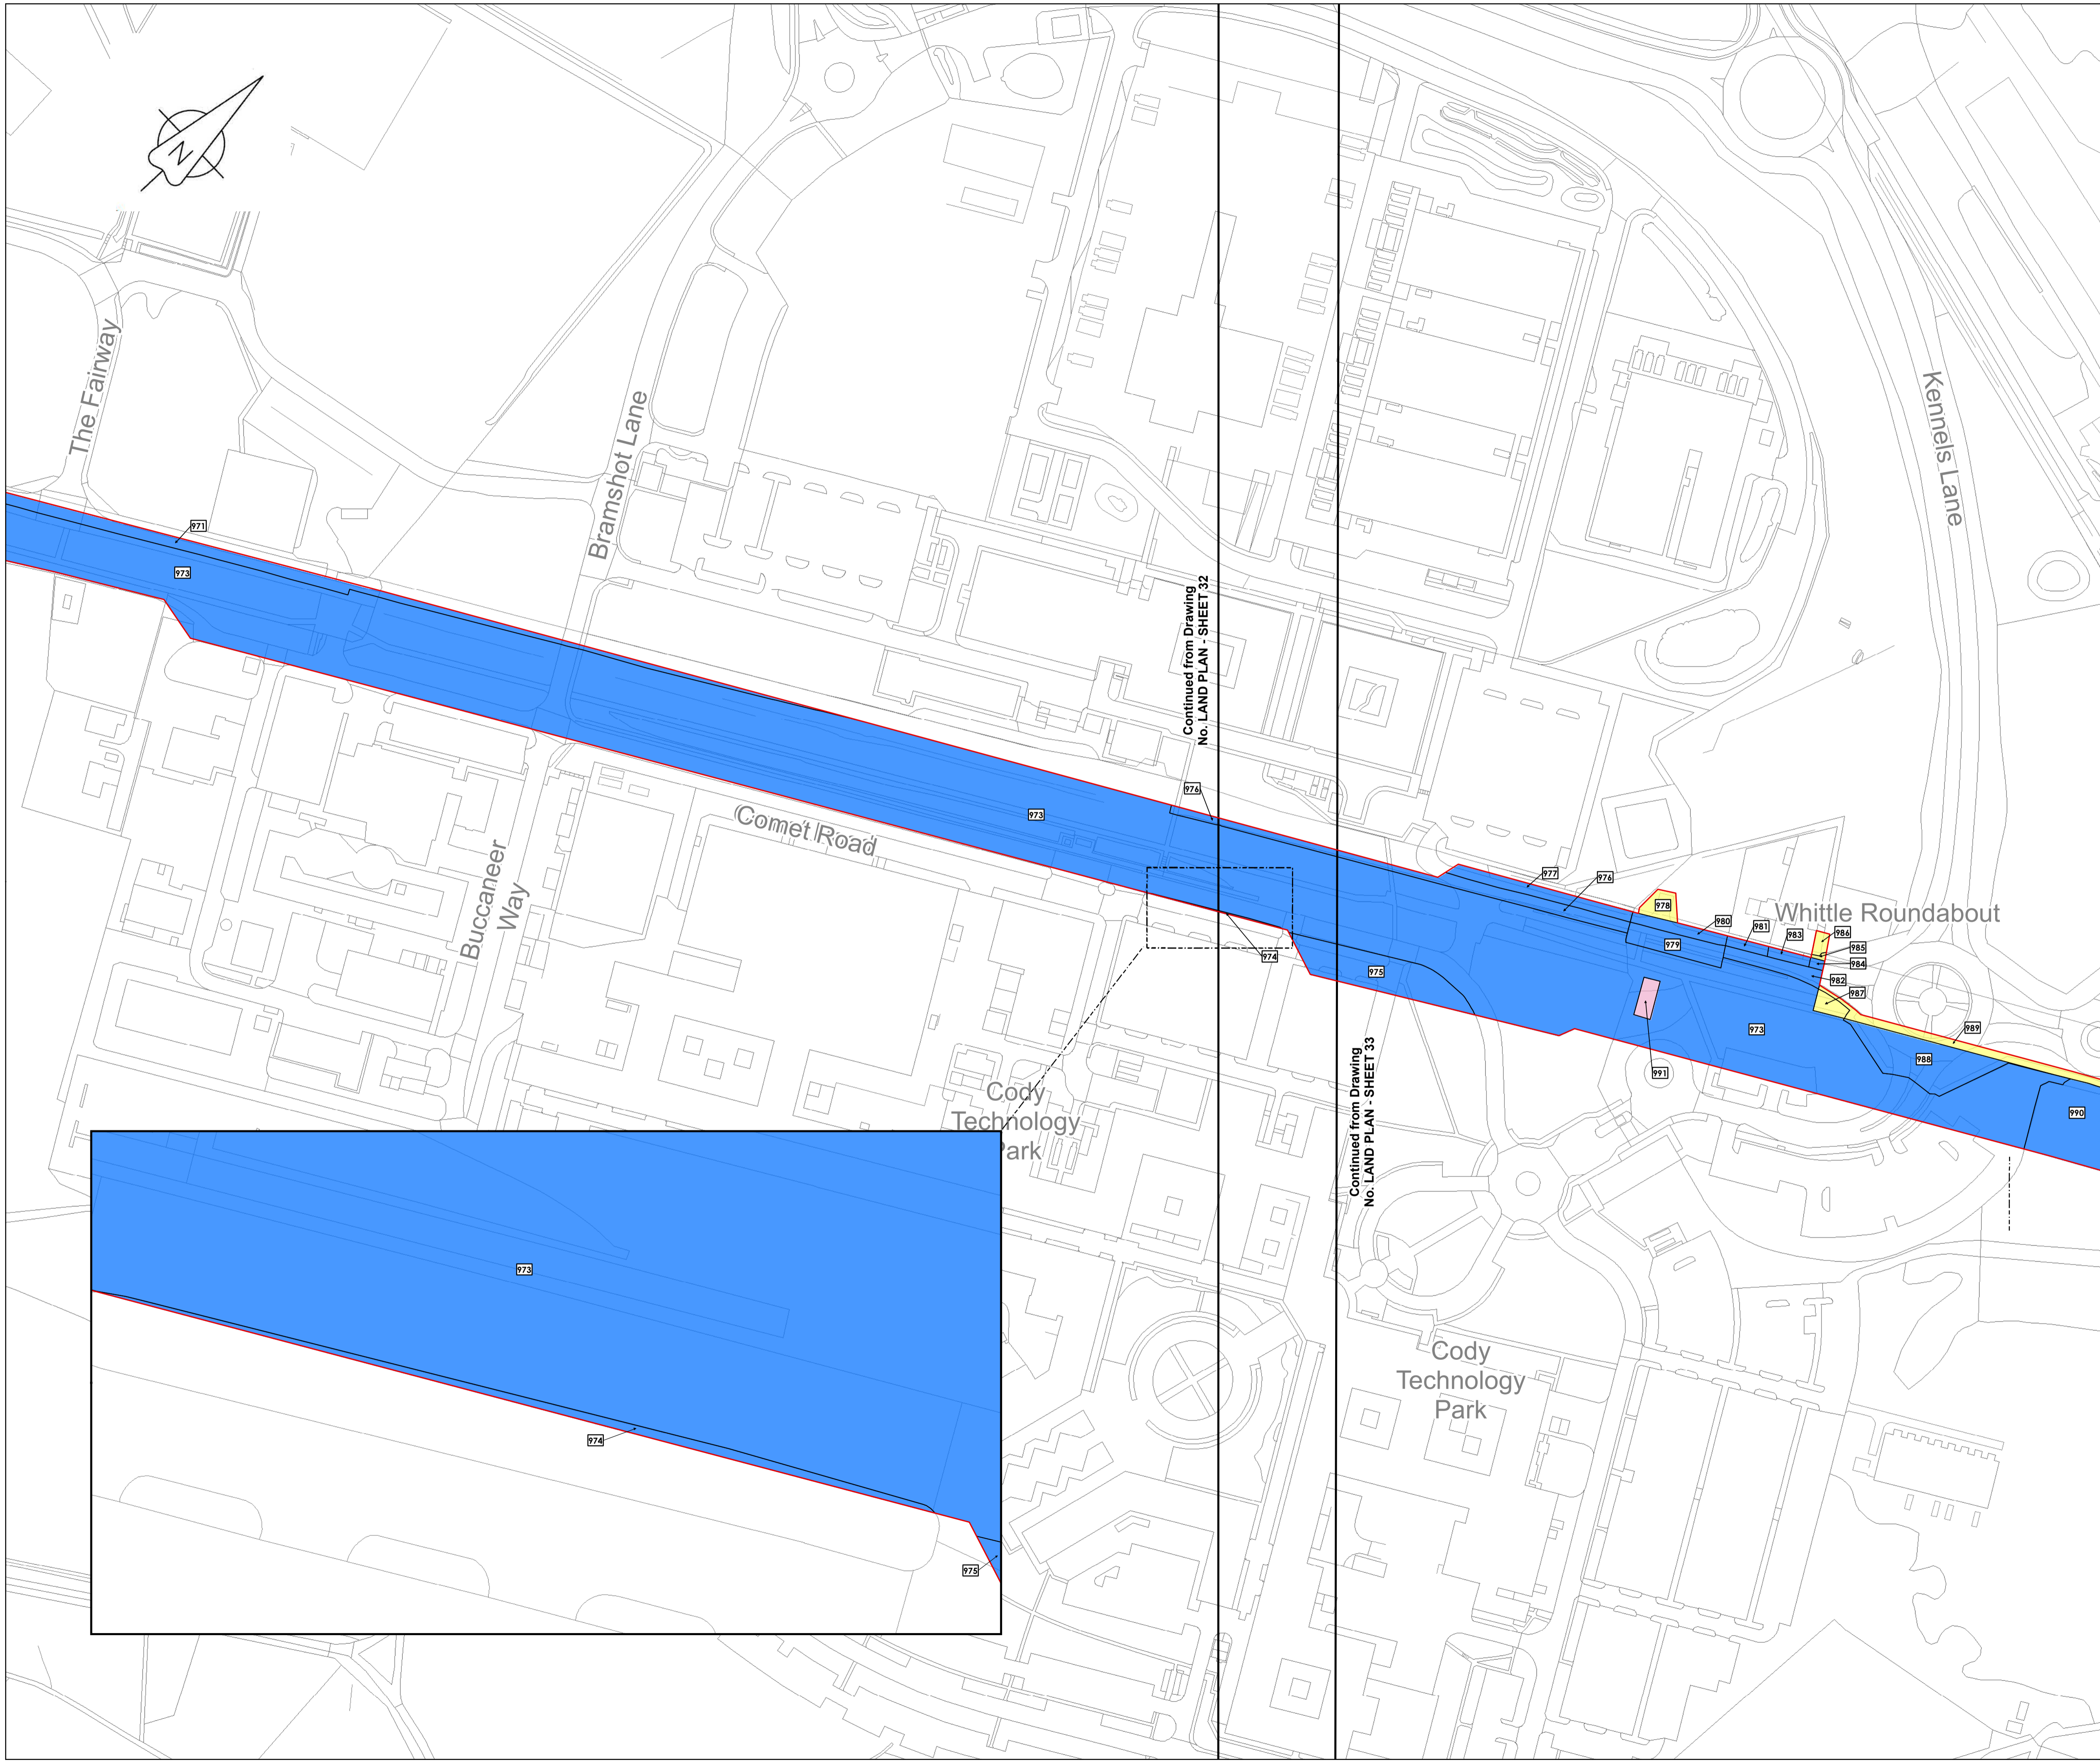 N
The Fairway
Bramshot Lane
Kennels Lane
971
973
Continued from Drawing
No. LAND PLAN - SHEET 32
976
973
Comet Road
Buccaneer
Way
977
976
978
Whittle Roundabout
980
981
983
986
985
984
979
982
987
974
975
991
973
989
988
990
Continued from Drawing
No. LAND PLAN - SHEET 33
Cody
Technology
Park
973
974
975
Cody
Technology
Park